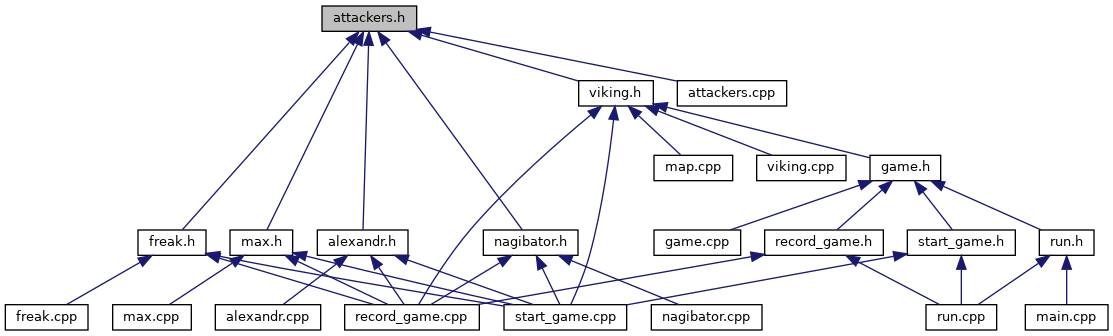 attackers.h
viking.h
attackers.cpp
map.cpp
viking.cpp
game.h
freak.h
max.h
alexandr.h
nagibator.h
game.cpp
record_game.h
start_game.h
run.h
freak.cpp
max.cpp
alexandr.cpp
record_game.cpp
start_game.cpp
nagibator.cpp
run.cpp
main.cpp